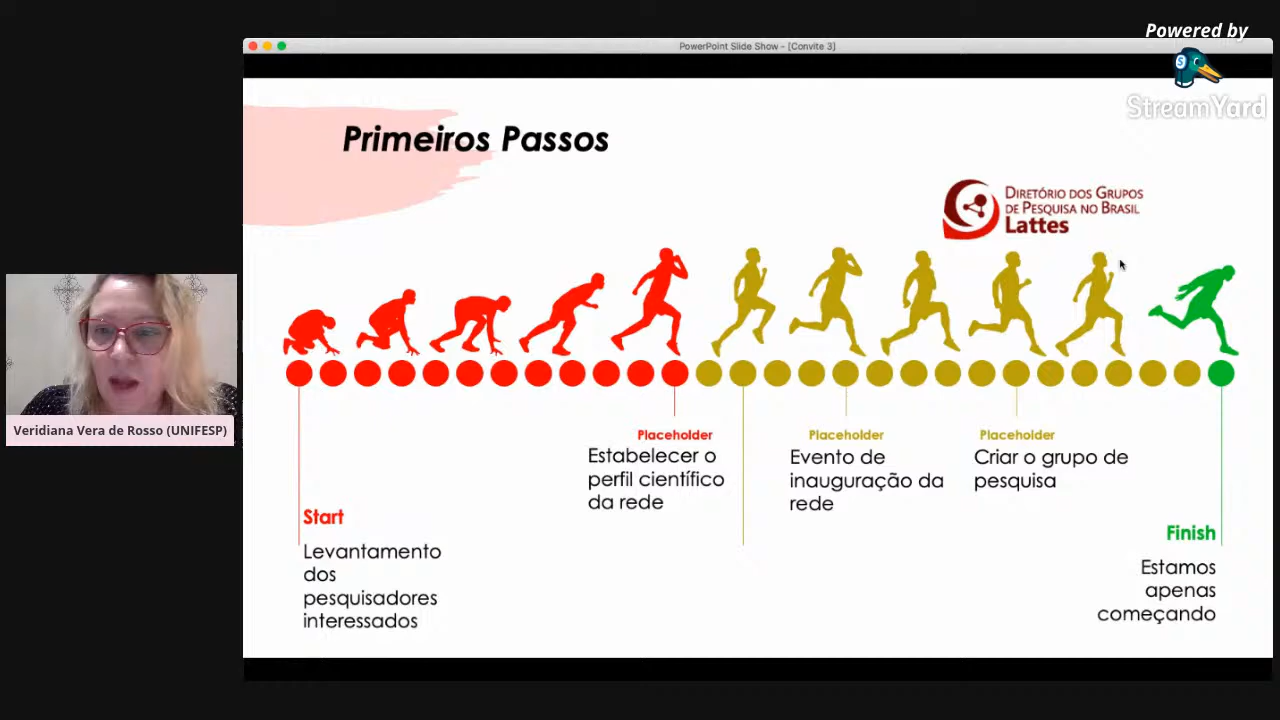 Powered by
StreamYard
PowerPoint Slide Show - [Convite 3]
Primeiros Passos
DIRETÓRIO DOS GRUPOS
DE PESQUISA NO BRASIL
Lattes
Placeholder
Estabelecer o
perfil científico
da rede
Placeholder
Evento de
inauguração da
rede
Placeholder
Criar o grupo de
pesquisa
Start
Levantamento
dos
pesquisadores
interessados
Finish
Estamos
apenas
começando
Veridiana Vera de Rosso (UNIFESP)